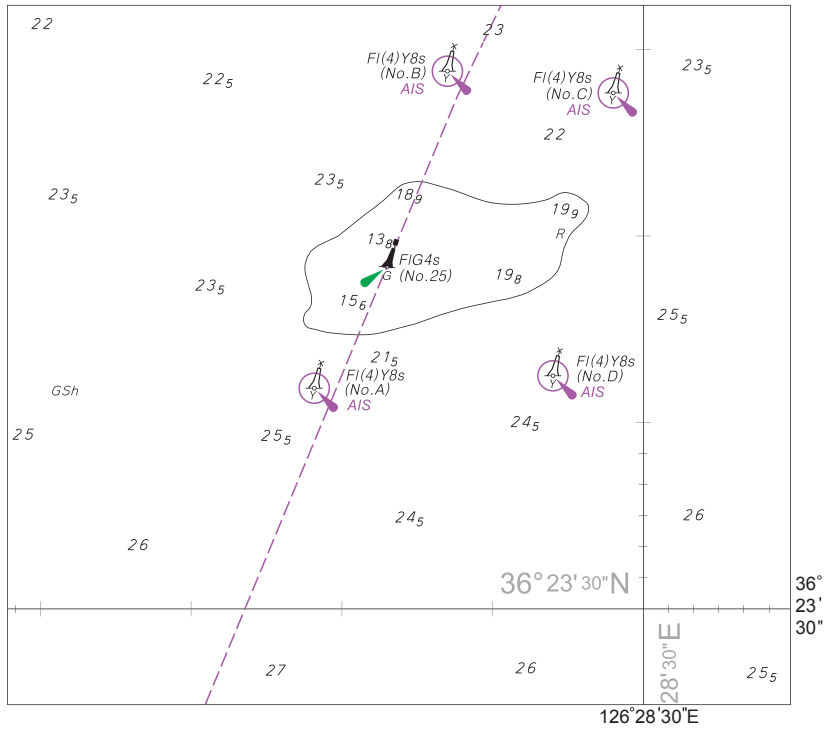 22
23
Fl(4)Y8s
(No.B)
AIS
Y
22₅
Fl(4)Y8s
(No.C)
AIS
Y
23₅
22
23₅
23₅
18₉
19₉
R
13₈
FlG4s
(No.25)
G
19₈
23₅
15₆
25₅
21₅
Fl(4)Y8s
(No.A)
AIS
Y
Fl(4)Y8s
(No.D)
AIS
Y
GSh
25
25₅
24₅
24₅
26
26
36°23'30"N
36°
23'
30"
28'30"E
27
26
25₅
126°28'30"E